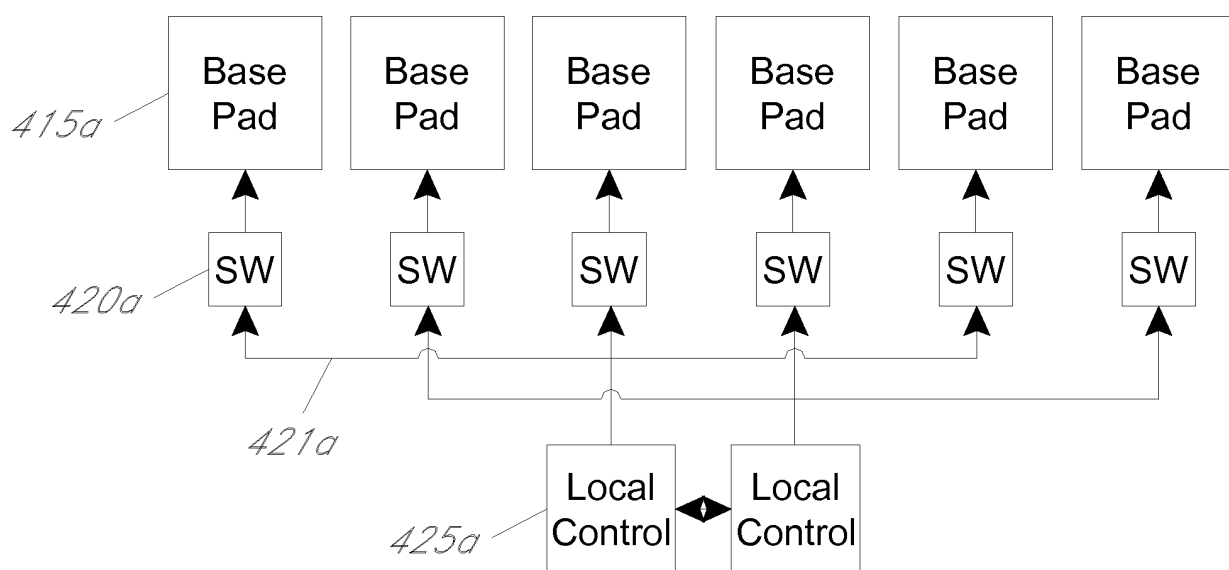 Base Pad
Base Pad
Base Pad
Base Pad
Base Pad
Base Pad
415a
SW
SW
SW
SW
SW
SW
420a
421a
Local Control
Local Control
425a